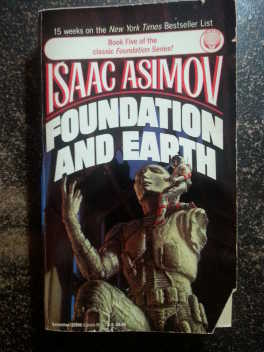 15 weeks on the New York Times Bestseller List
Book Five of the
classic Foundation Series!
ISAAC ASIMOV
FOUNDATION
AND EARTH